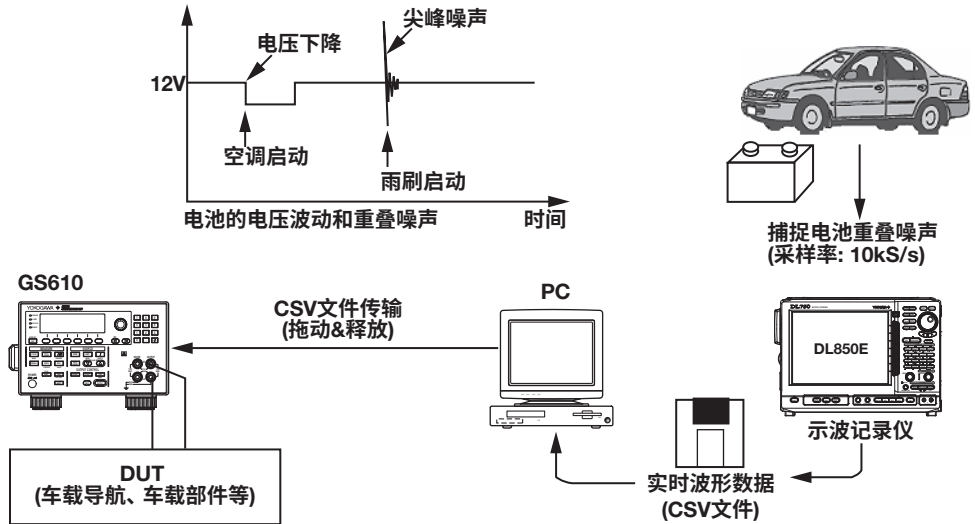 尖峰噪声
电压下降
12V
空调启动
雨刷启动
电池的电压波动和重叠噪声
时间
捕捉电池重叠噪声
(采样率: 10kS/s)
GS610
CSV文件传输
(拖动&释放)
PC
YOKOGAWA
DL750
DL850E
示波记录仪
DUT
(车载导航、车载部件等)
实时波形数据
(CSV文件)